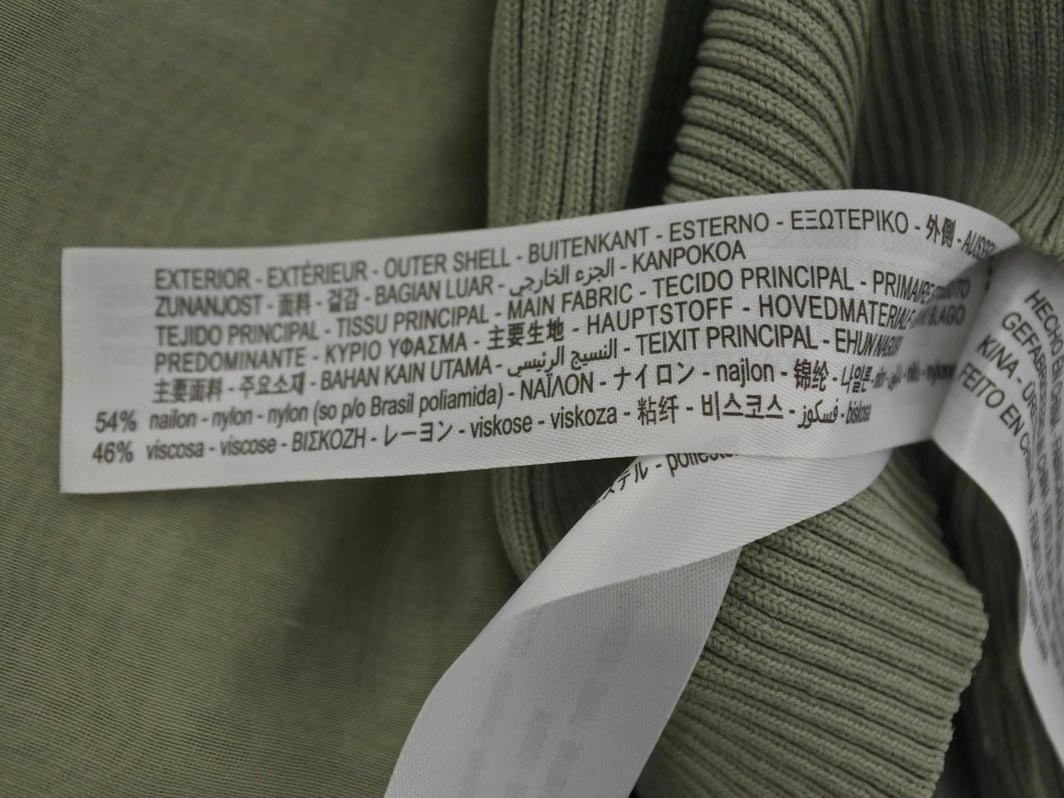 EXTERIOR - EXTÉRIEUR - OUTER SHELL - BUITENKANT - ESTERNO - ΕΞΩΤΕΡΙΚΟ - 外側 -
ZUNANJOST - 面料 - 겉감 - BAGIAN LUAR - الجزء الخارجي - KANPOKOA
TEJIDO PRINCIPAL - TISSU PRINCIPAL - MAIN FABRIC - TECIDO PRINCIPAL -
PREDOMINANTE - ΚΥΡΙΟ ΥΦΑΣΜΑ - 主要生地 - HAUPTSTOFF -
主要面料 - 주요소재 - BAHAN KAIN UTAMA - النسيج الرئيسي - TEIXIT PRINCIPAL - EHUN
54% nailon - nylon - nylon (so p/o Brasil poliamida) - ΝΑΪΛΟΝ - ナイロン - najlon - 锦纶 - 나일론
46% viscosa - viscose - ΒΙΣΚΟΖΗ - レーヨン - viskose - viskoza - 粘纤 - 비스코스 - فسكوز - biskosa
ステル -
KINA -
FEITO EN